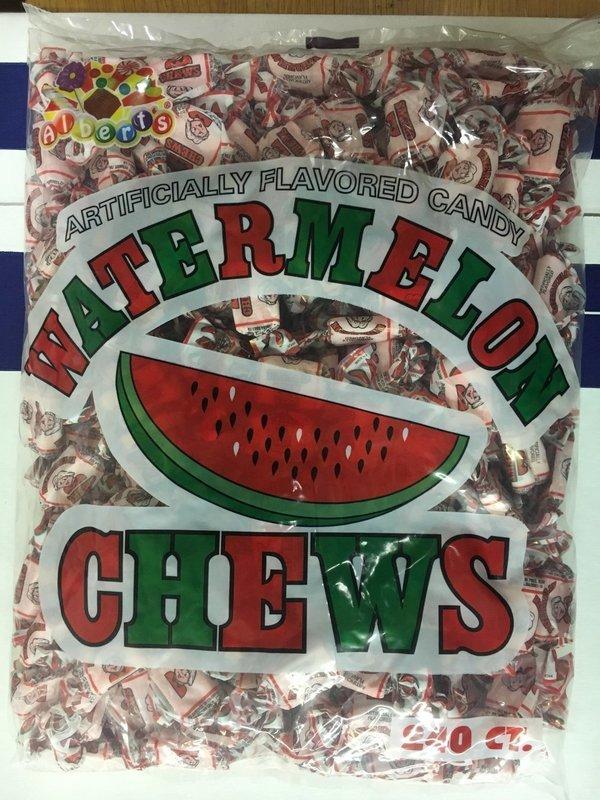 Albert's
ARTIFICIALLY FLAVORED CANDY
WATERMELON
CHEWS
240 CT.